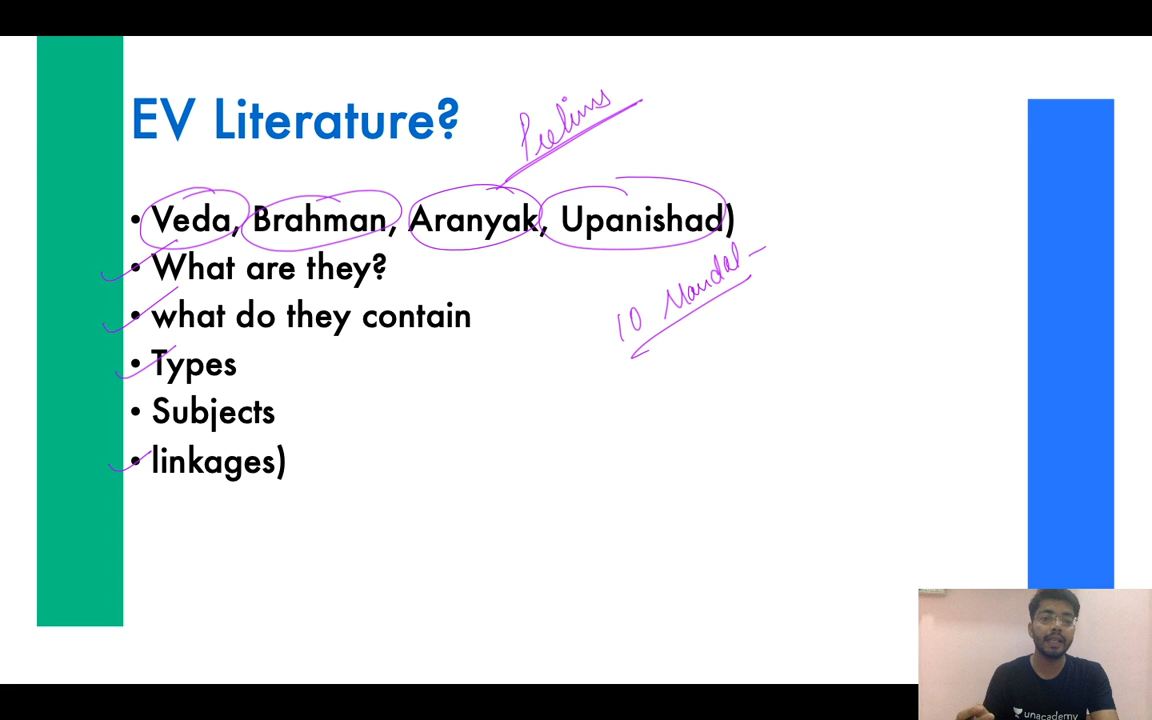 EV Literature?
Prelims
• Veda, Brahman, Aranyak, Upanishad)
• What are they?
10 Mandal -
• what do they contain
• Types
• Subjects
• linkages)
unacademy